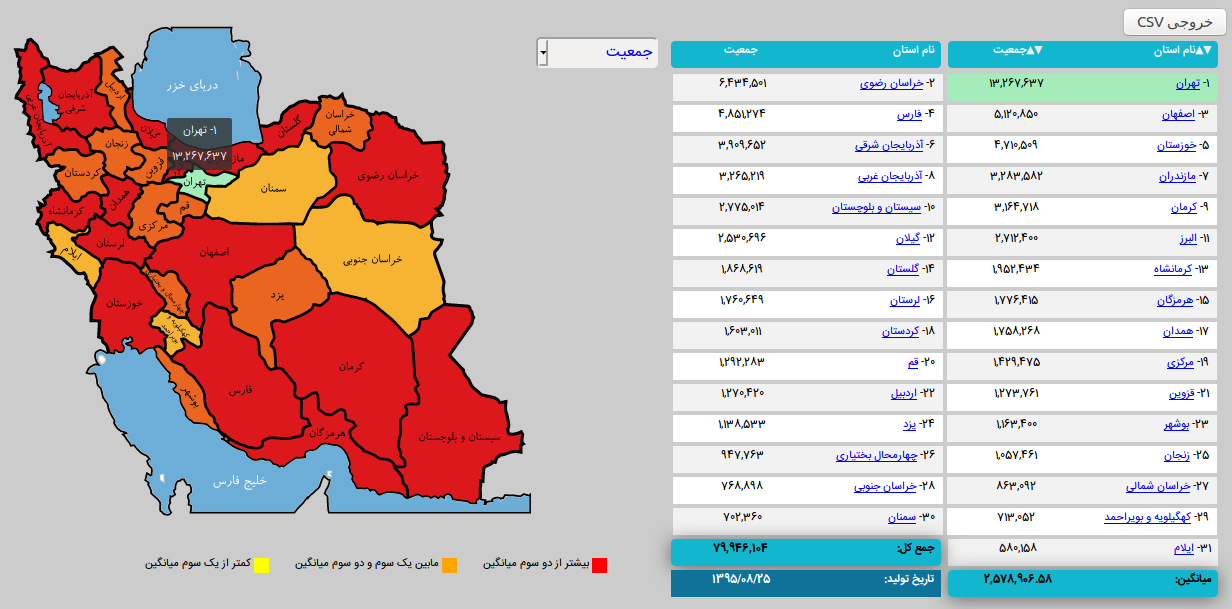 خروجی CSV
جمعیت
▲▼نام استان ▲▼جمعیت
نام استان جمعیت
۱- تهران ۱۳,۲۶۷,۶۳۷
۲- خراسان رضوی ۶,۴۳۴,۵۰۱
۳- اصفهان ۵,۱۲۰,۸۵۰
۴- فارس ۴,۸۵۱,۲۷۴
۵- خوزستان ۴,۷۱۰,۵۰۹
۶- آذربایجان شرقی ۳,۹۰۹,۶۵۲
۷- مازندران ۳,۲۸۳,۵۸۲
۸- آذربایجان غربی ۳,۲۶۵,۲۱۹
۹- کرمان ۳,۱۶۴,۷۱۸
۱۰- سیستان و بلوچستان ۲,۷۷۵,۰۱۴
۱۱- البرز ۲,۷۱۲,۴۰۰
۱۲- گیلان ۲,۵۳۰,۶۹۶
۱۳- کرمانشاه ۱,۹۵۲,۴۳۴
۱۴- گلستان ۱,۸۶۸,۶۱۹
۱۵- هرمزگان ۱,۷۷۶,۴۱۵
۱۶- لرستان ۱,۷۶۰,۶۴۹
۱۷- همدان ۱,۷۵۸,۲۶۸
۱۸- کردستان ۱,۶۰۳,۰۱۱
۱۹- مرکزی ۱,۴۲۹,۴۷۵
۲۰- قم ۱,۲۹۲,۲۸۳
۲۱- قزوین ۱,۲۷۳,۷۶۱
۲۲- اردبیل ۱,۲۷۰,۴۲۰
۲۳- بوشهر ۱,۱۶۳,۴۰۰
۲۴- یزد ۱,۱۳۸,۵۳۳
۲۵- زنجان ۱,۰۵۷,۴۶۱
۲۶- چهارمحال بختیاری ۹۴۷,۷۶۳
۲۷- خراسان شمالی ۸۶۳,۰۹۲
۲۸- خراسان جنوبی ۷۶۸,۸۹۸
۲۹- کهگیلویه و بویراحمد ۷۱۳,۰۵۲
۳۰- سمنان ۷۰۲,۳۶۰
۳۱- ایلام ۵۸۰,۱۵۸
جمع کل: ۷۹,۹۴۶,۱۰۴
میانگین: ۲,۵۷۸,۹۰۶.۵۸
تاریخ تولید: ۱۳۹۵/۰۸/۲۵
دریای خزر
آذربایجان
شرقی
آذربایجان غربی
اردبیل
گیلان
۱- تهران
۱۳,۲۶۷,۶۳۷
گلستان
خراسان
شمالی
خراسان رضوی
زنجان
قزوین
تهران
سمنان
کردستان
همدان
قم
مرکزی
کرمانشاه
لرستان
ایلام
اصفهان
خراسان جنوبی
خوزستان
چهارمحال و بختیاری
یزد
کهگیلویه و
بویراحمد
فارس
کرمان
بوشهر
هرمزگان
سیستان و بلوچستان
خلیج فارس
بیشتر از دو سوم میانگین
مابین یک سوم و دو سوم میانگین
کمتر از یک سوم میانگین